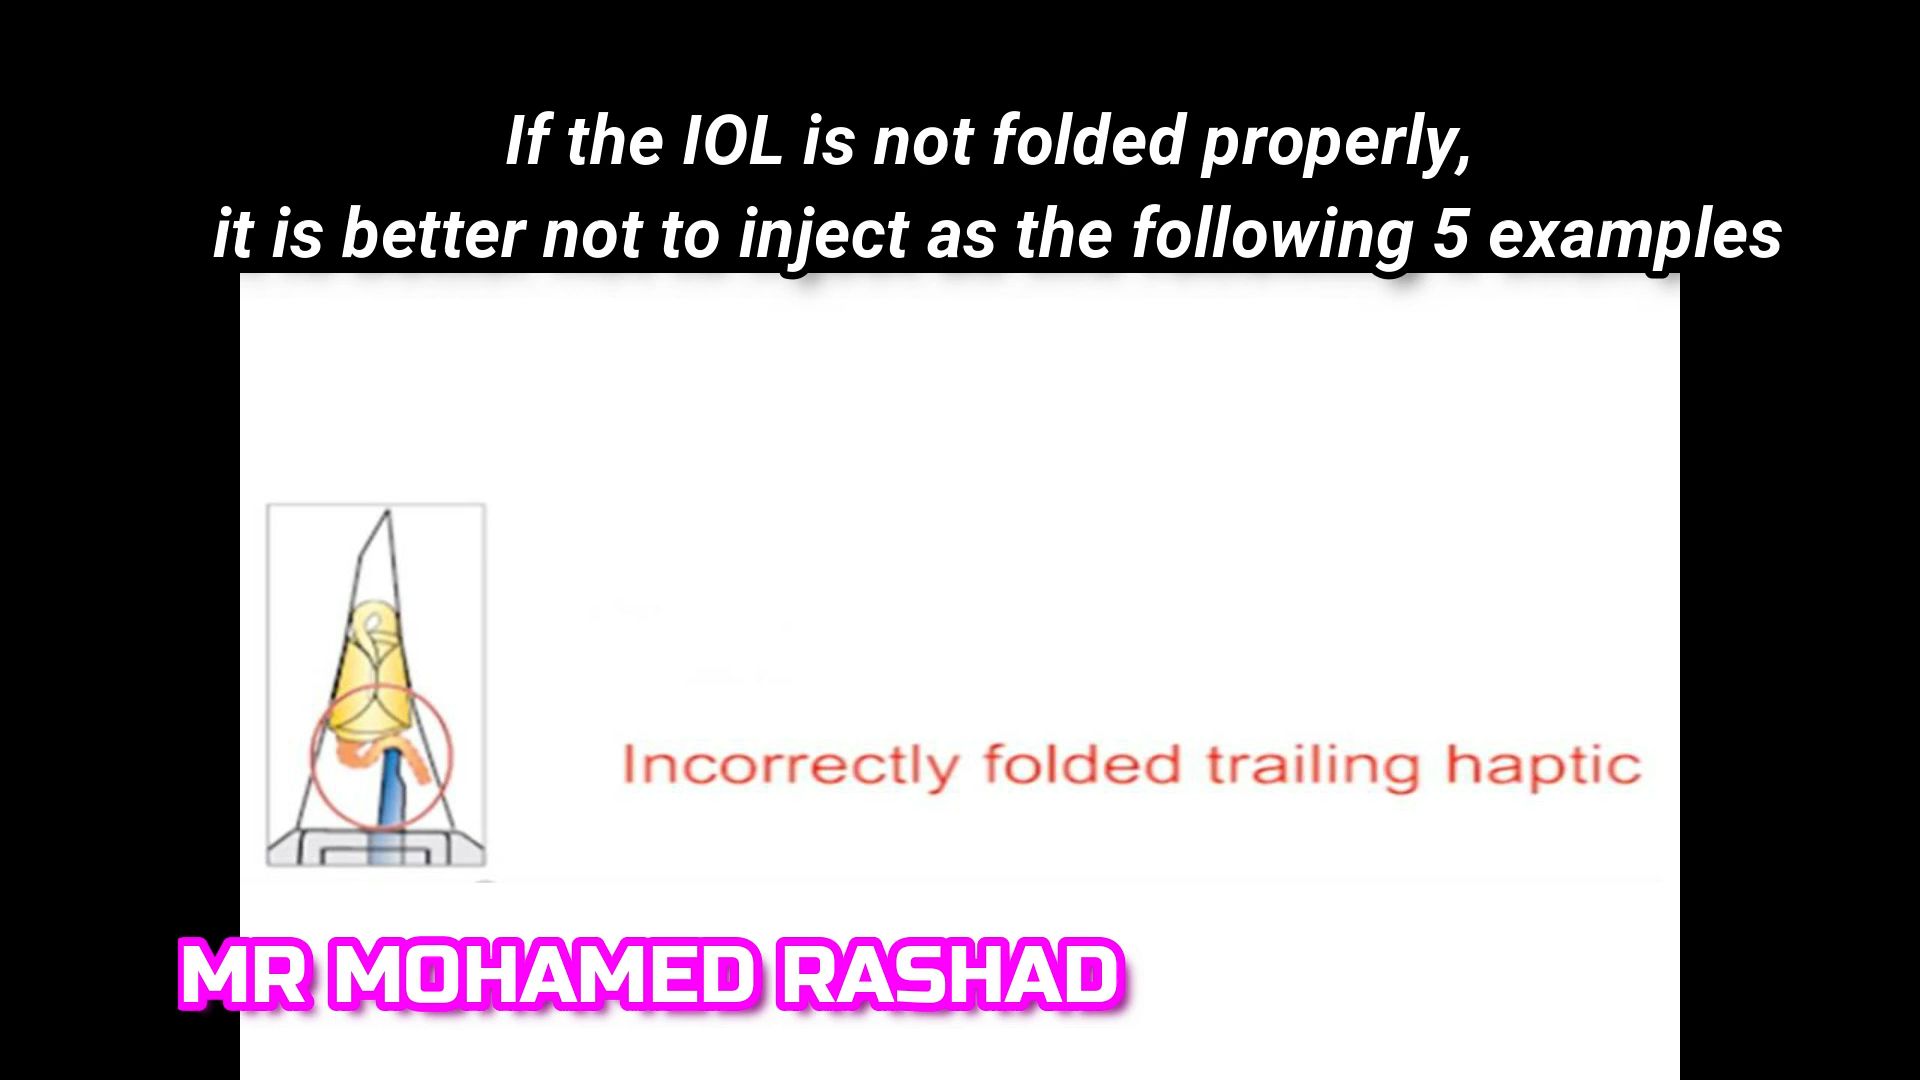 If the IOL is not folded properly,
it is better not to inject as the following 5 examples
Incorrectly folded trailing haptic
MR MOHAMED RASHAD